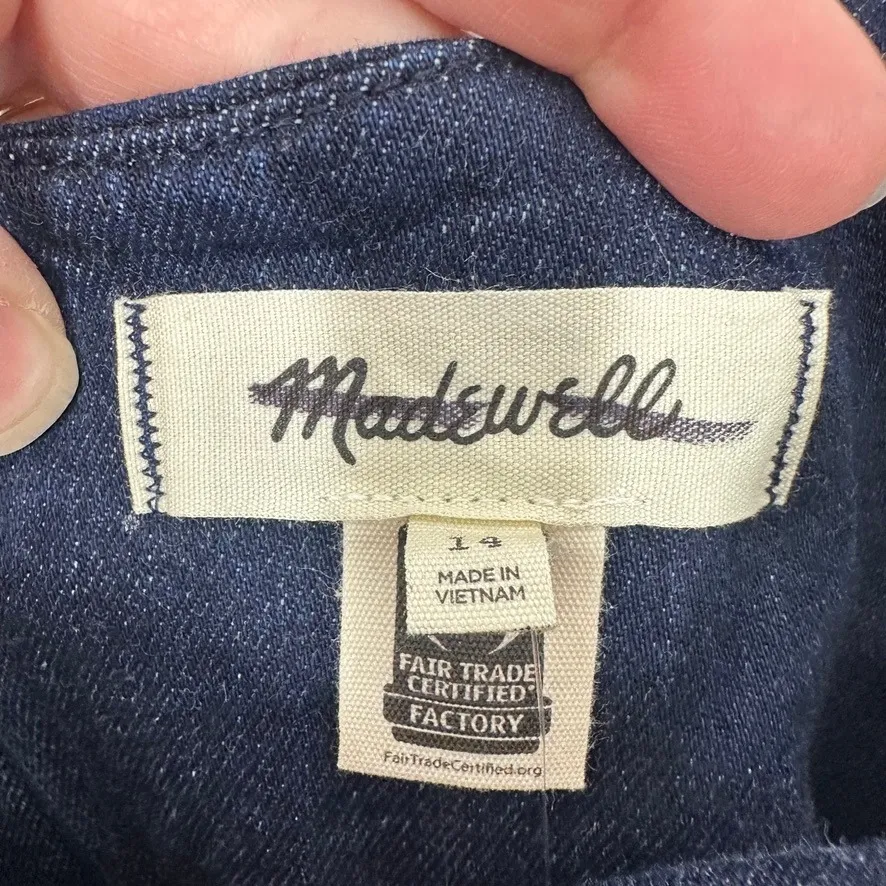 Madewell
14
MADE IN
VIETNAM
FAIR TRADE
CERTIFIED
FACTORY
FairTradeCertified.org